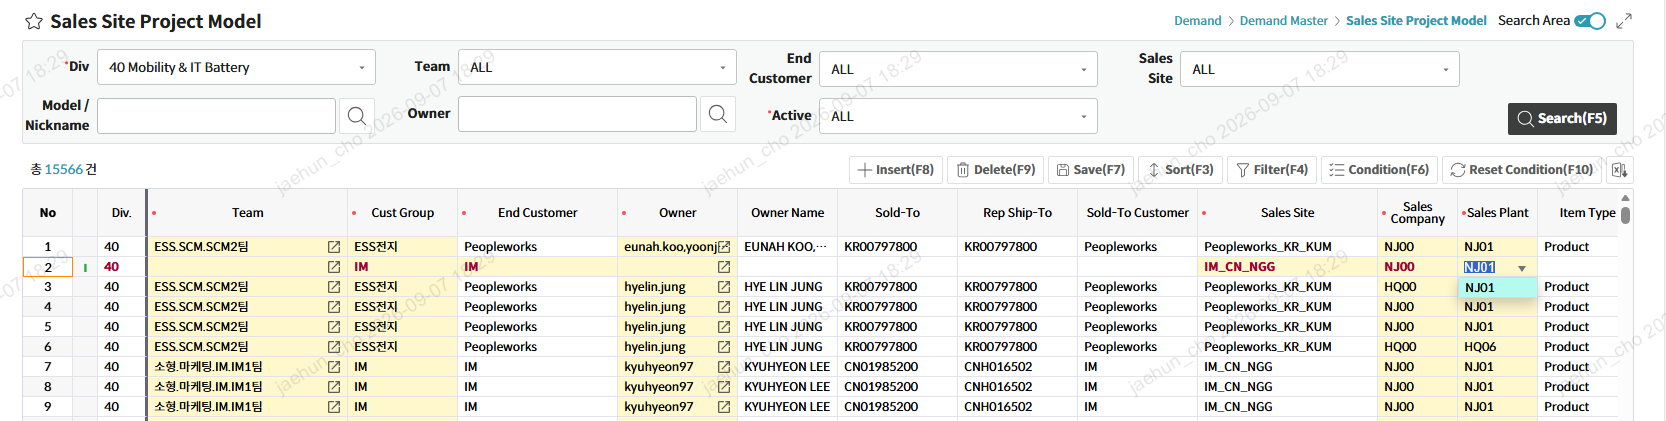 Sales Site Project Model
Demand > Demand Master > Sales Site Project Model Search Area
*Div 40 Mobility & IT Battery Team ALL End Customer ALL Sales Site ALL
Model / Nickname Owner *Active ALL Search(F5)
총 15566 건 Insert(F8) Delete(F9) Save(F7) Sort(F3) Filter(F4) Condition(F6) Reset Condition(F10)
No Div. Team Cust Group End Customer Owner Owner Name Sold-To Rep Ship-To Sold-To Customer Sales Site Sales Company Sales Plant Item Type
1 40 ESS.SCM.SCM2팀 ESS전지 Peopleworks eunah.koo,yoonj EUNAH KOO,... KR00797800 KR00797800 Peopleworks Peopleworks_KR_KUM NJ00 NJ01 Product
2 I 40 IM IM IM_CN_NGG NJ00 NJ01
3 40 ESS.SCM.SCM2팀 ESS전지 Peopleworks hyelin.jung HYE LIN JUNG KR00797800 KR00797800 Peopleworks Peopleworks_KR_KUM HQ00 NJ01 Product
4 40 ESS.SCM.SCM2팀 ESS전지 Peopleworks hyelin.jung HYE LIN JUNG KR00797800 KR00797800 Peopleworks Peopleworks_KR_KUM NJ00 NJ01 Product
5 40 ESS.SCM.SCM2팀 ESS전지 Peopleworks hyelin.jung HYE LIN JUNG KR00797800 KR00797800 Peopleworks Peopleworks_KR_KUM NJ00 NJ01 Product
6 40 ESS.SCM.SCM2팀 ESS전지 Peopleworks hyelin.jung HYE LIN JUNG KR00797800 KR00797800 Peopleworks Peopleworks_KR_KUM HQ00 HQ06 Product
7 40 소형.마케팅.IM.IM1팀 IM IM kyuhyeon97 KYUHYEON LEE CN01985200 CNH016502 IM IM_CN_NGG NJ00 NJ01 Product
8 40 소형.마케팅.IM.IM1팀 IM IM kyuhyeon97 KYUHYEON LEE CN01985200 CNH016502 IM IM_CN_NGG NJ00 NJ01 Product
9 40 소형.마케팅.IM.IM1팀 IM IM kyuhyeon97 KYUHYEON LEE CN01985200 CNH016502 IM IM_CN_NGG NJ00 NJ01 Product
jaehun_cho 2026-09-07 18:29